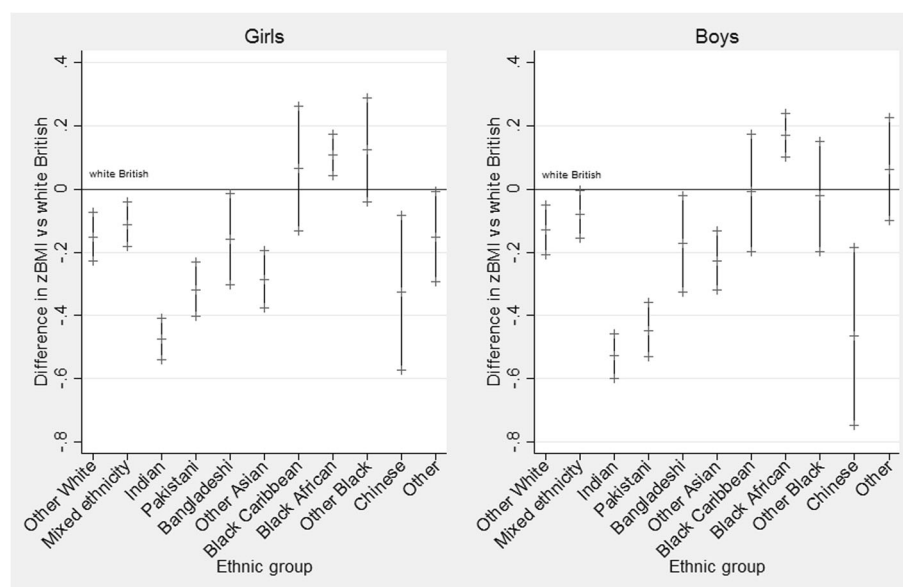 Girls
Difference in zBMI vs white British
.4
.2
0
-.2
-.4
-.6
-.8
white British
Other White
Mixed ethnicity
Indian
Pakistani
Bangladeshi
Other Asian
Black Caribbean
Black African
Other Black
Chinese
Other
Ethnic group
Boys
Difference in zBMI vs white British
.4
.2
0
-.2
-.4
-.6
-.8
white British
Other White
Mixed ethnicity
Indian
Pakistani
Bangladeshi
Other Asian
Black Caribbean
Black African
Other Black
Chinese
Other
Ethnic group